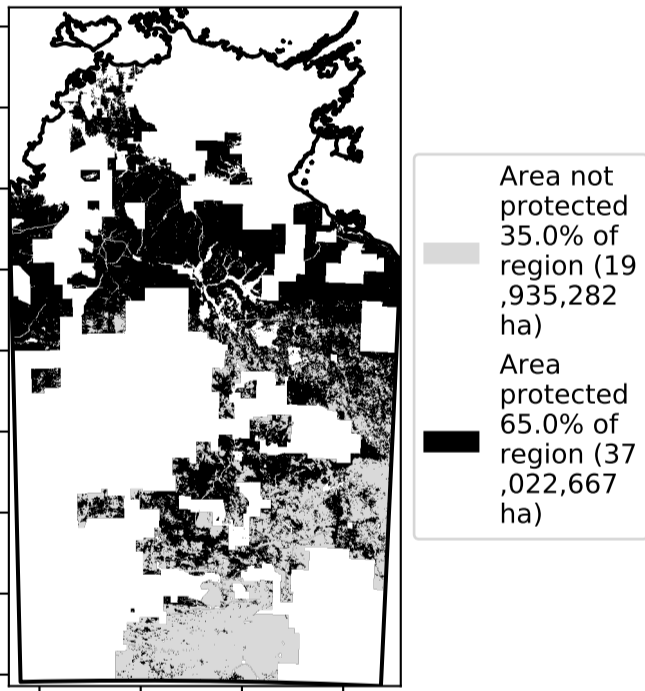 Area not
protected
35.0% of
region (19
,935,282
ha)
Area
protected
65.0% of
region (37
,022,667
ha)